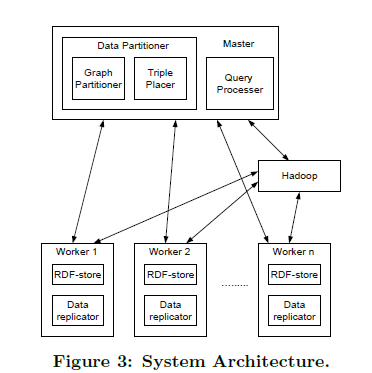 Data Partitioner
Master
Graph
Partitioner
Triple
Placer
Query
Processer
Hadoop
Worker 1
RDF-store
Data
replicator
Worker 2
RDF-store
Data
replicator
.........
Worker n
RDF-store
Data
replicator
Figure 3: System Architecture.